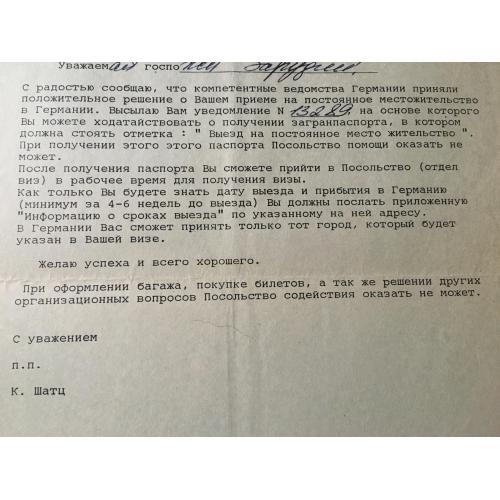 Уважаемая госпожа
С радостью сообщаю, что компетентные ведомства Германии приняли
положительное решение о Вашем приеме на постоянное местожительство
в Германии. Высылаю Вам уведомление N 13289, на основе которого
Вы можете ходатайствовать о получении загранпаспорта, в котором
должна стоять отметка : " Выезд на постоянное место жительство ".
При получении этого этого паспорта Посольство помощи оказать не
может.
После получения паспорта Вы сможете прийти в Посольство (отдел
виз) в рабочее время для получения визы.
Как только Вы будете знать дату выезда и прибытия в Германию
(минимум за 4-6 недель до выезда) Вы должны послать приложенную
"Информацию о сроках выезда" по указанному на ней адресу.
В Германии Вас сможет принять только тот город, который будет
указан в Вашей визе.
Желаю успеха и всего хорошего.
При оформлении багажа, покупке билетов, а так же решении других
организационных вопросов Посольство содействия оказать не может.
С уважением
п.п.
К. Шатц